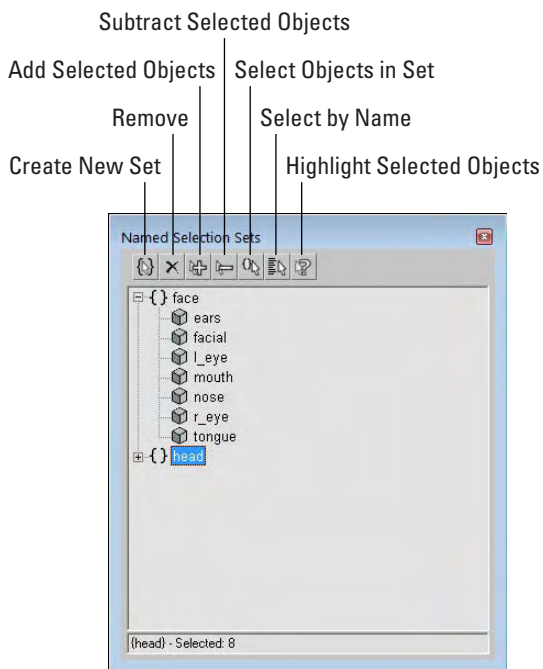 Subtract Selected Objects
Add Selected Objects
Select Objects in Set
Remove
Select by Name
Create New Set
Highlight Selected Objects
Named Selection Sets
{} face
ears
facial
l_eye
mouth
nose
r_eye
tongue
{} head
{head} - Selected: 8